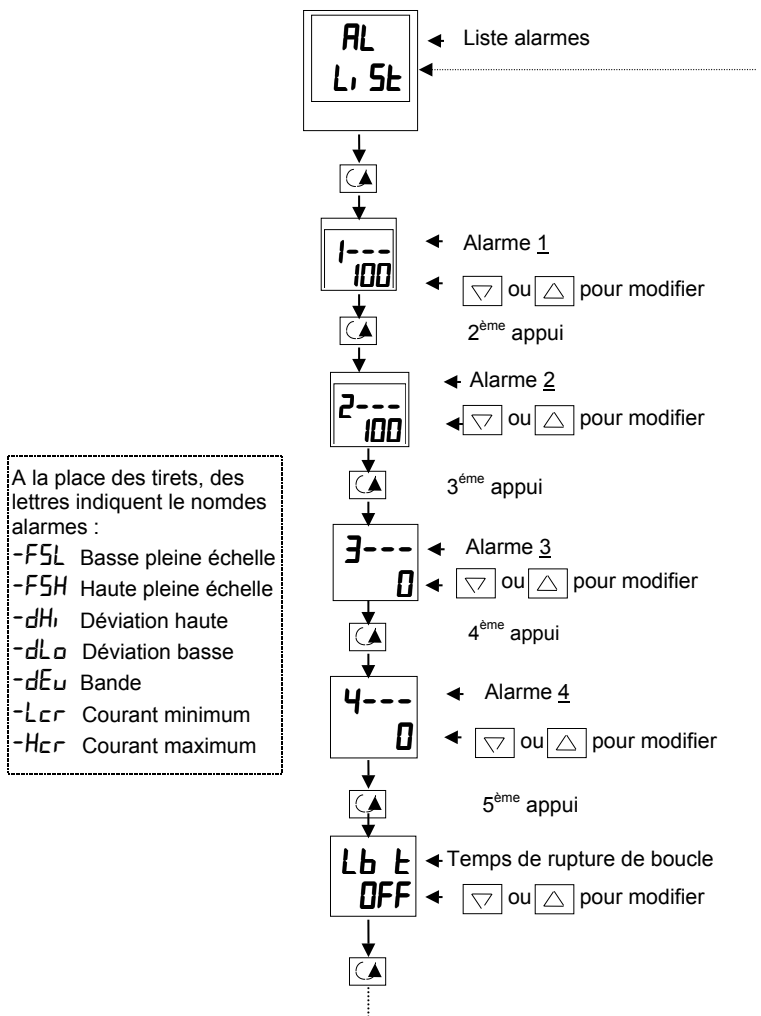 AL
Liste alarmes
Li St
1---
Alarme 1
100
ou pour modifier
2ème appui
2---
Alarme 2
100
ou pour modifier
3éme appui
3---
Alarme 3
0
ou pour modifier
4ème appui
4---
Alarme 4
0
ou pour modifier
5ème appui
Lb t
Temps de rupture de boucle
OFF
ou pour modifier
A la place des tirets, des
lettres indiquent le nomdes
alarmes :
-FSL Basse pleine échelle
-FSH Haute pleine échelle
-dHi Déviation haute
-dLo Déviation basse
-dEv Bande
-Lcr Courant minimum
-Hcr Courant maximum